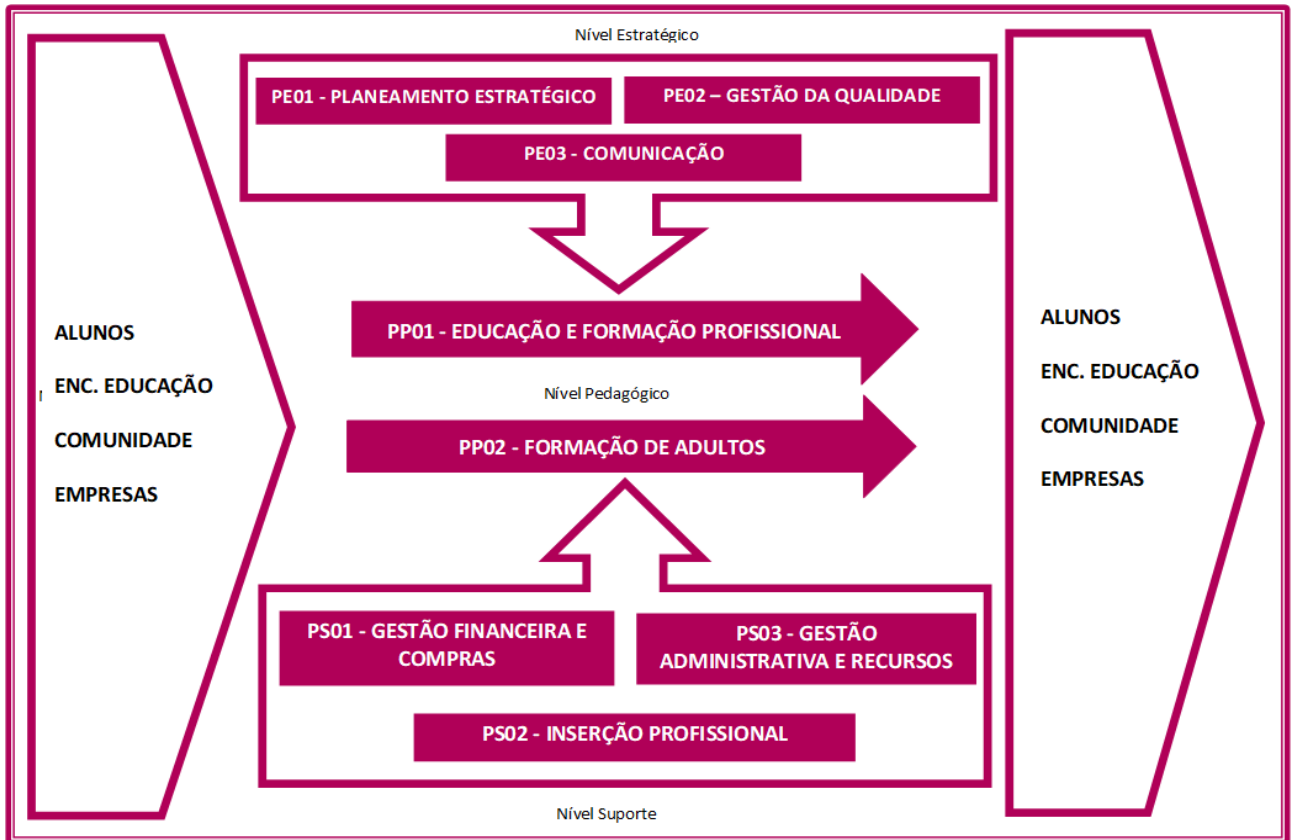 Nível Estratégico
PE01 - PLANEAMENTO ESTRATÉGICO
PE02 – GESTÃO DA QUALIDADE
PE03 - COMUNICAÇÃO
ALUNOS
ENC. EDUCAÇÃO
COMUNIDADE
EMPRESAS
PP01 - EDUCAÇÃO E FORMAÇÃO PROFISSIONAL
Nível Pedagógico
PP02 - FORMAÇÃO DE ADULTOS
PS01 - GESTÃO FINANCEIRA E
COMPRAS
PS03 - GESTÃO
ADMINISTRATIVA E RECURSOS
PS02 - INSERÇÃO PROFISSIONAL
Nível Suporte
ALUNOS
ENC. EDUCAÇÃO
COMUNIDADE
EMPRESAS